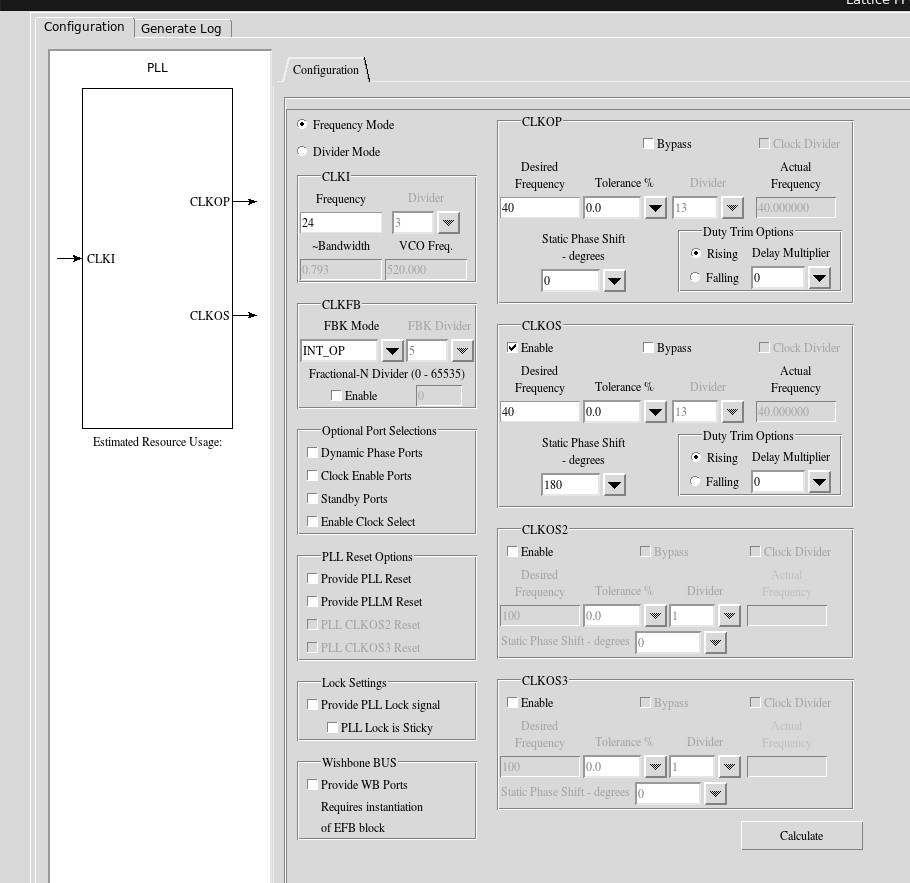 Configuration
Generate Log
PLL
CLKOP
CLKI
CLKOS
Estimated Resource Usage:
Configuration
Frequency Mode
Divider Mode
CLKI
Frequency Divider
24 3
~Bandwidth VCO Freq.
0.793 520.000
CLKFB
FBK Mode FBK Divider
INT_OP 5
Fractional-N Divider (0 - 65535)
Enable 0
Optional Port Selections
Dynamic Phase Ports
Clock Enable Ports
Standby Ports
Enable Clock Select
PLL Reset Options
Provide PLL Reset
Provide PLLM Reset
PLL CLKOS2 Reset
PLL CLKOS3 Reset
Lock Settings
Provide PLL Lock signal
PLL Lock is Sticky
Wishbone BUS
Provide WB Ports
Requires instantiation
of EFB block
CLKOP
Bypass Clock Divider
Desired Actual
Frequency Tolerance % Divider Frequency
40 0.0 13 40.000000
Static Phase Shift
- degrees
0
Duty Trim Options
Rising Delay Multiplier
Falling 0
CLKOS
Enable Bypass Clock Divider
Desired Actual
Frequency Tolerance % Divider Frequency
40 0.0 13 40.000000
Static Phase Shift
- degrees
180
Duty Trim Options
Rising Delay Multiplier
Falling 0
CLKOS2
Enable Bypass Clock Divider
Desired Actual
Frequency Tolerance % Divider Frequency
100 0.0 1
Static Phase Shift - degrees 0
CLKOS3
Enable Bypass Clock Divider
Desired Actual
Frequency Tolerance % Divider Frequency
100 0.0 1
Static Phase Shift - degrees 0
Calculate